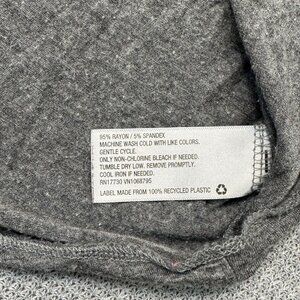 95% RAYON / 5% SPANDEX
MACHINE WASH COLD WITH LIKE COLORS.
GENTLE CYCLE.
ONLY NON-CHLORINE BLEACH IF NEEDED.
TUMBLE DRY LOW. REMOVE PROMPTLY.
COOL IRON IF NEEDED.
RN17730 VN1068795
LABEL MADE FROM 100% RECYCLED PLASTIC